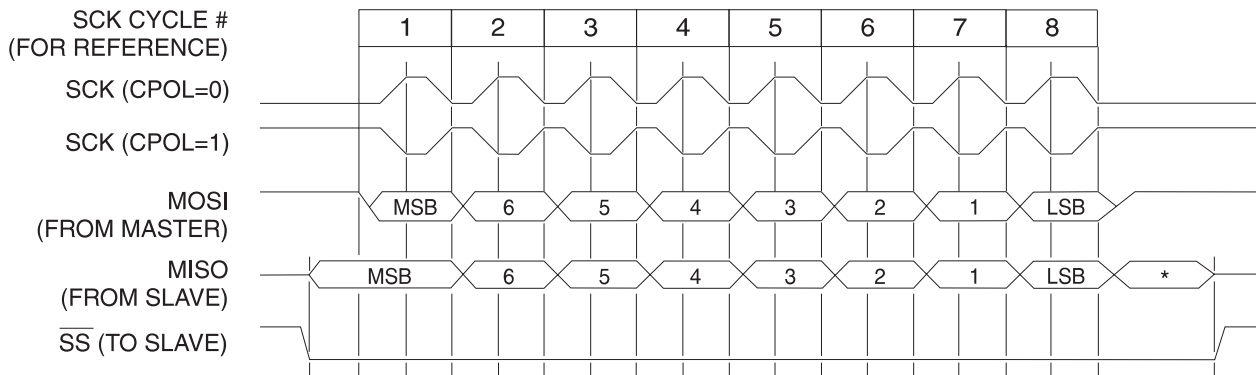 SCK CYCLE #
(FOR REFERENCE)
1 2 3 4 5 6 7 8
SCK (CPOL=0)
SCK (CPOL=1)
MOSI
(FROM MASTER)
MSB 6 5 4 3 2 1 LSB
MISO
(FROM SLAVE)
MSB 6 5 4 3 2 1 LSB *
SS (TO SLAVE)